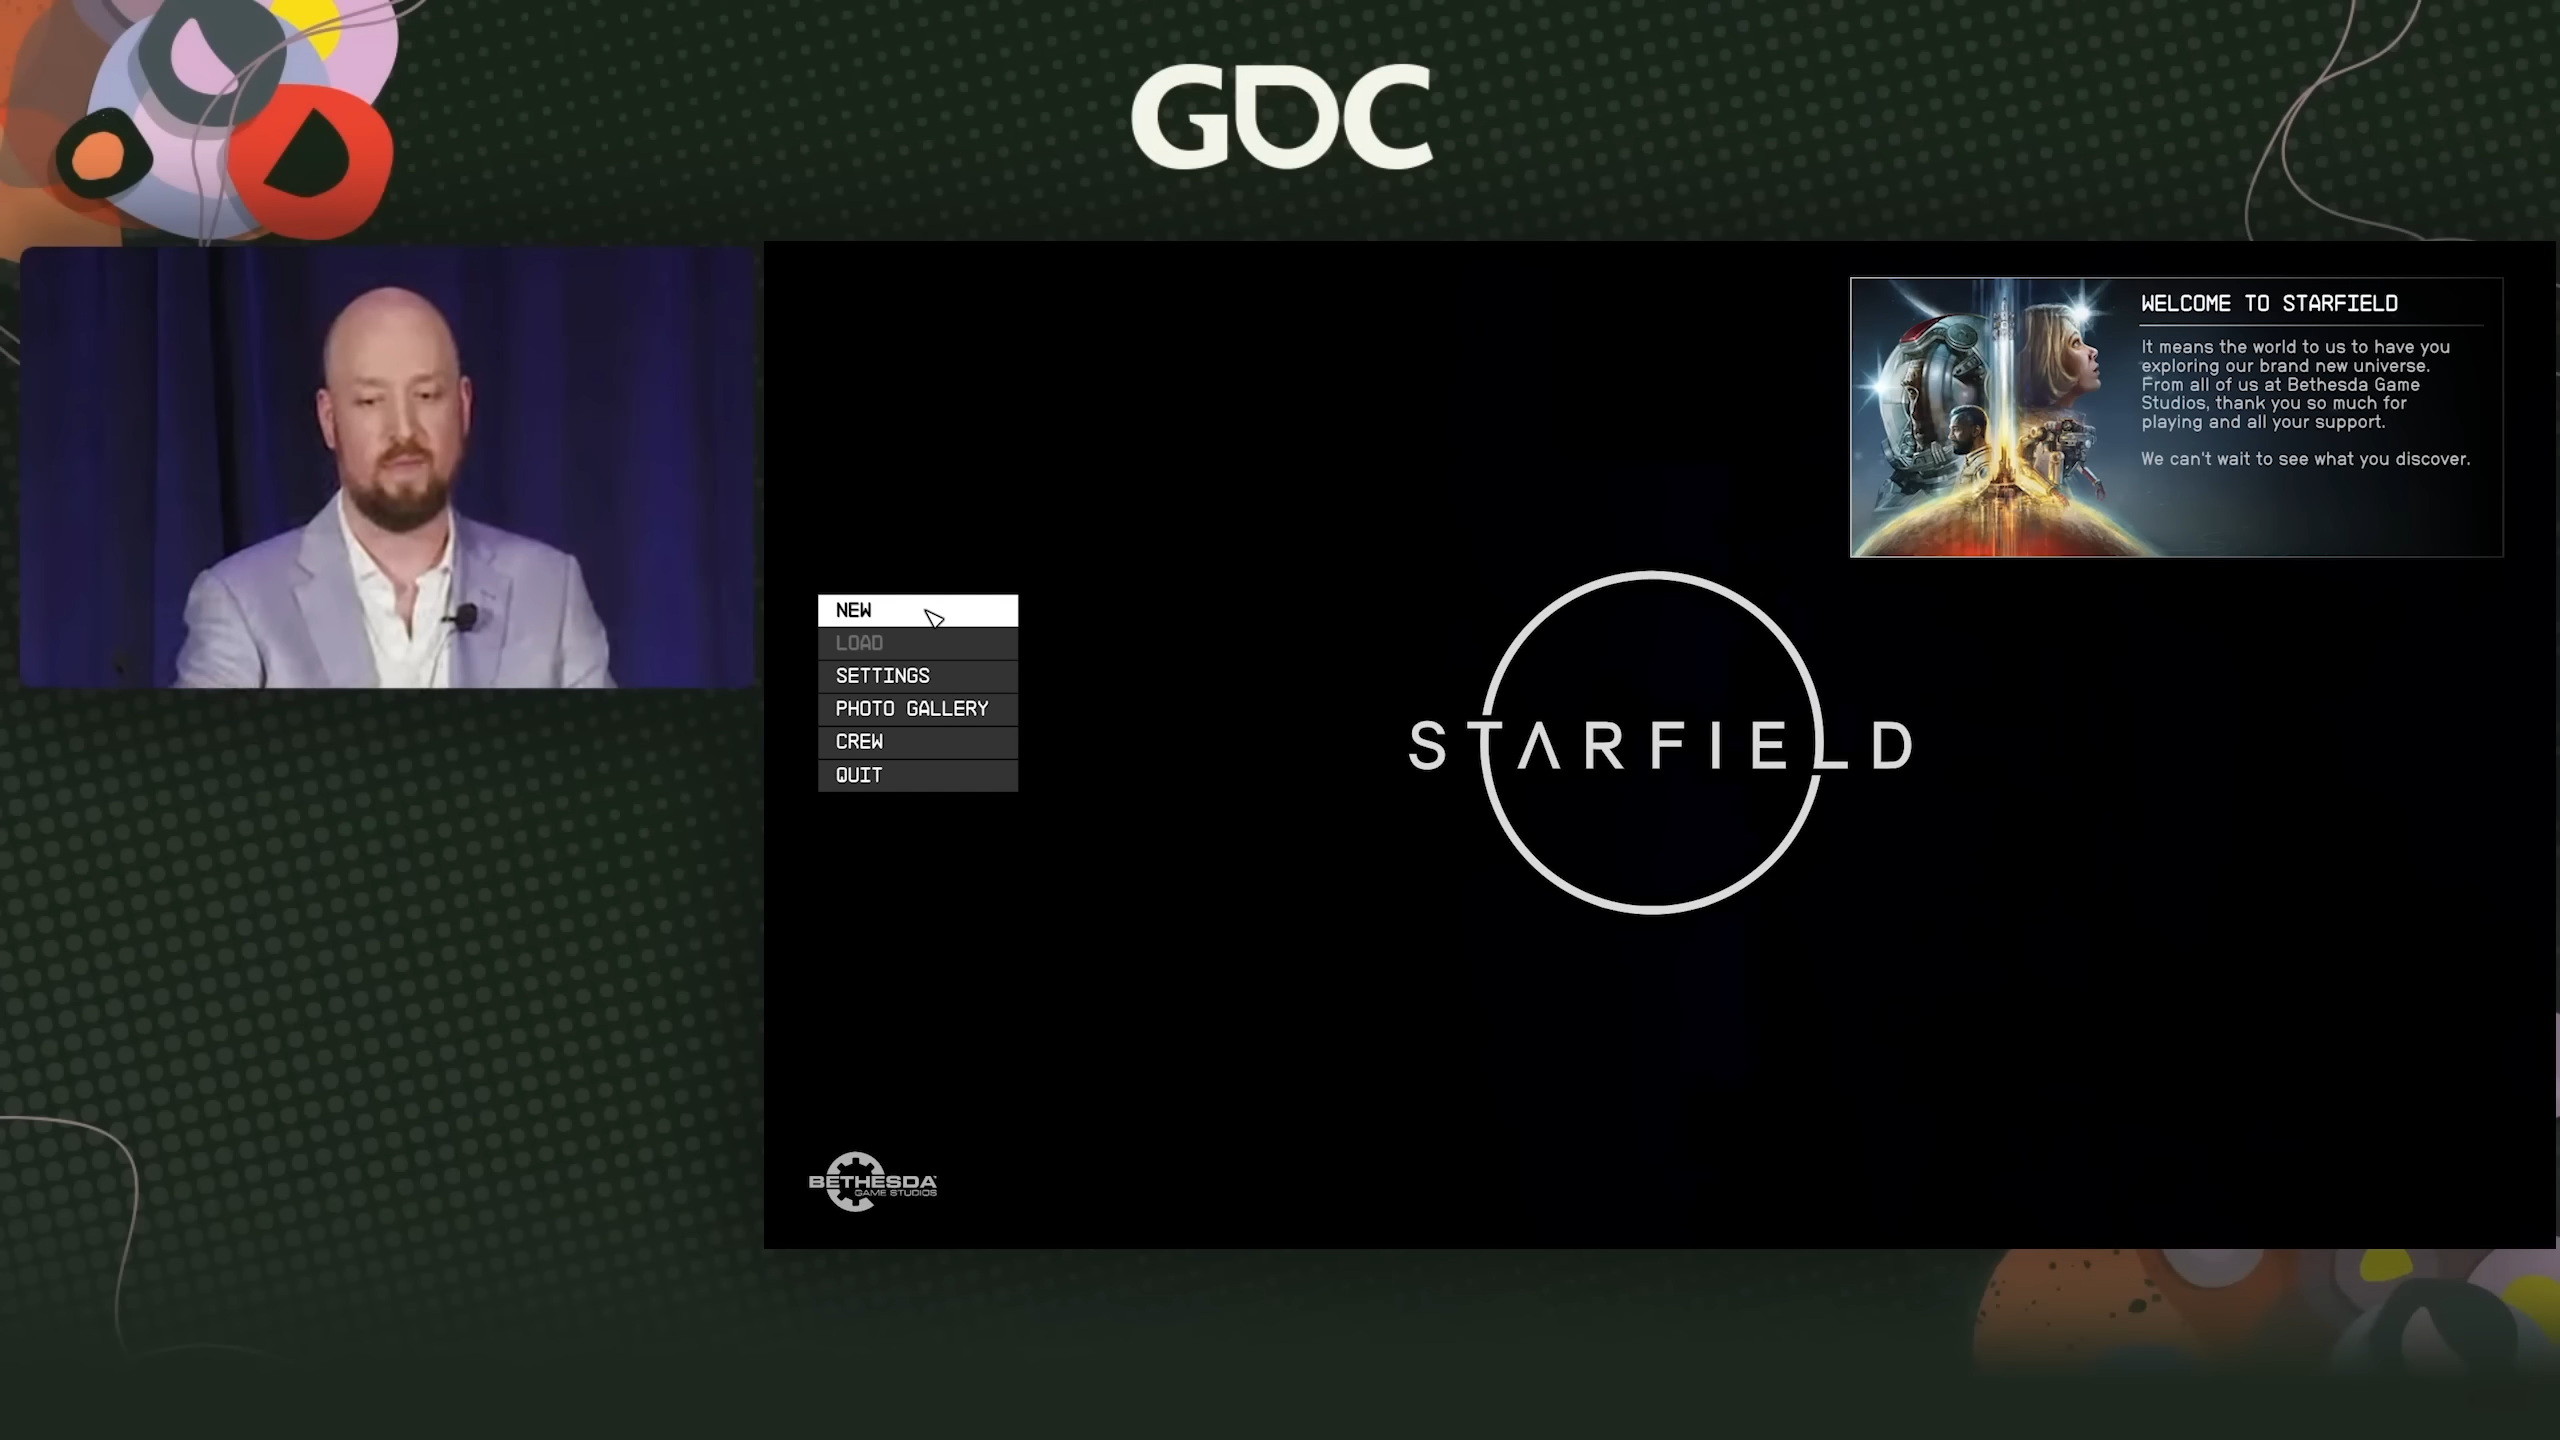 GDC
WELCOME TO STARFIELD
It means the world to us to have you
exploring our brand new universe.
From all of us at Bethesda Game
Studios, thank you so much for
playing and all your support.
We can't wait to see what you discover.
NEW
LOAD
SETTINGS
PHOTO GALLERY
CREW
QUIT
STARFIELD
BETHESDA
GAME STUDIOS